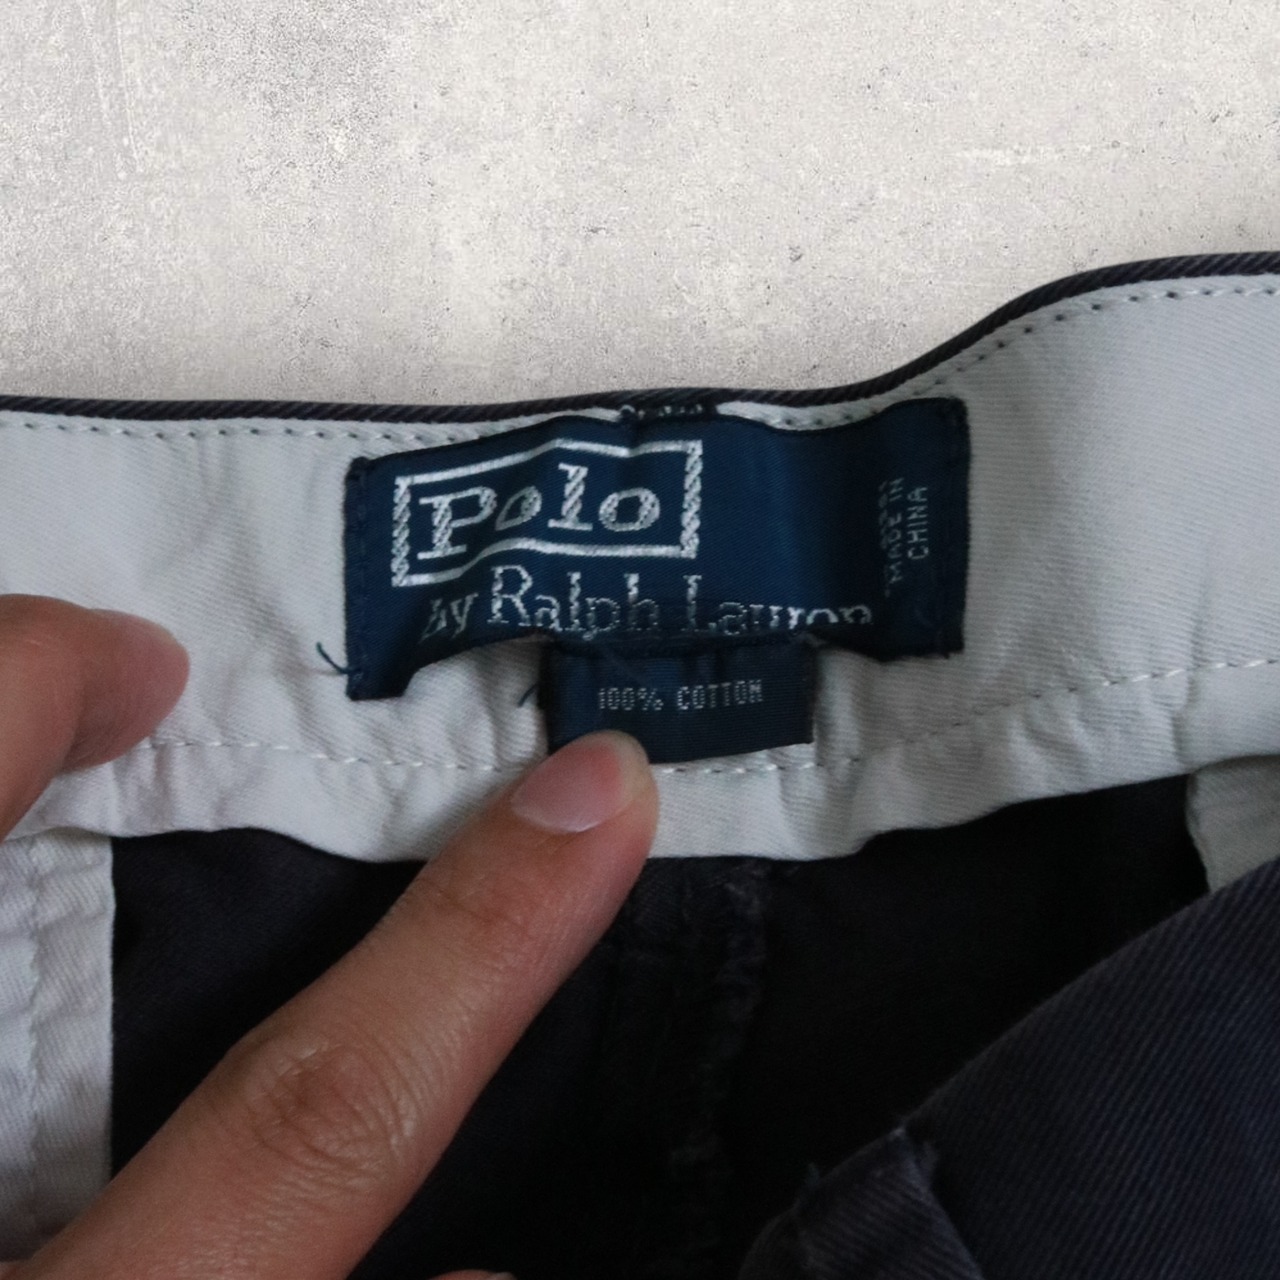 Polo
by Ralph Lauren
MADE IN
CHINA
100% COTTON